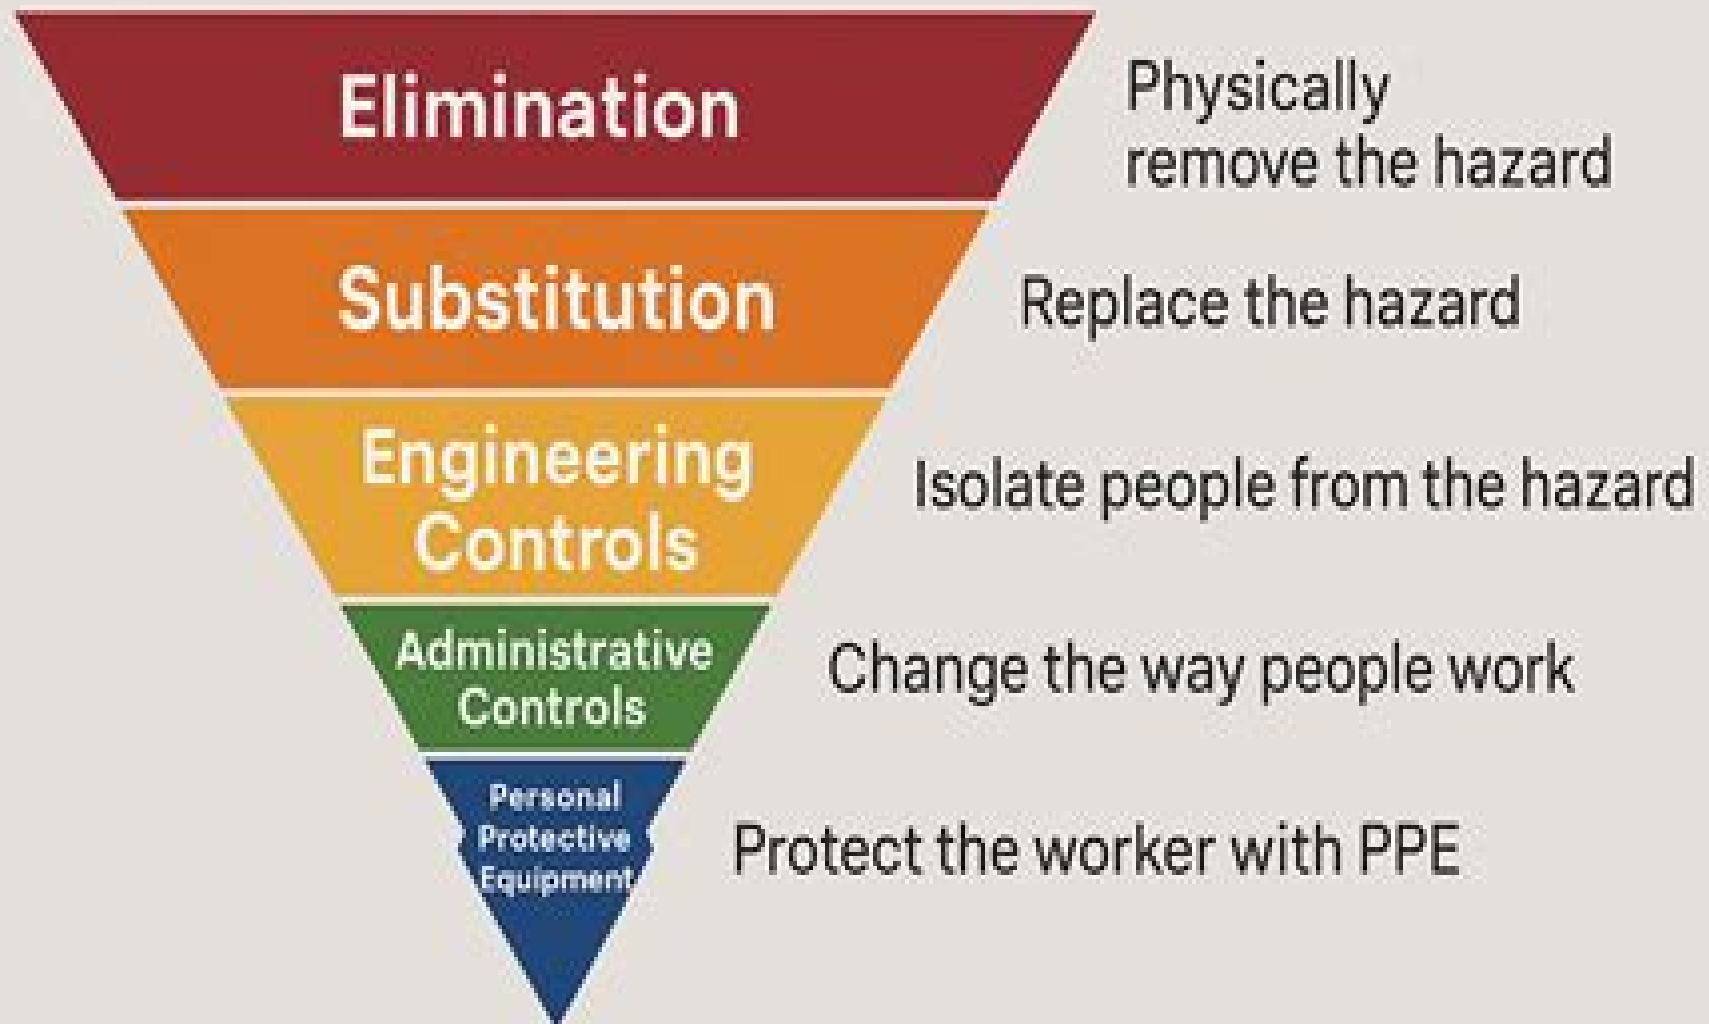 Elimination
Physically
remove the hazard
Substitution
Replace the hazard
Engineering
Controls
Isolate people from the hazard
Administrative
Controls
Change the way people work
Personal
Protective
Equipment
Protect the worker with PPE